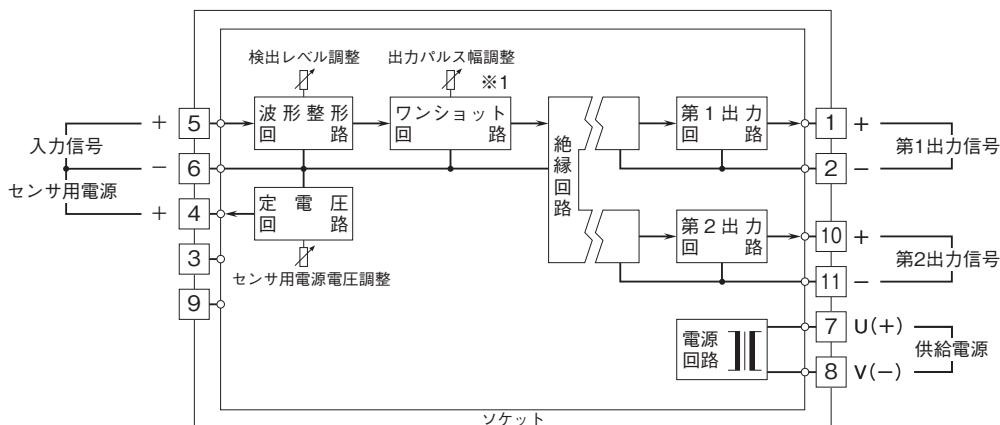 検出レベル調整
出力パルス幅調整
※1
波形整形
回路
ワンショット
回路
絶縁回路
第1出力
回路
入力信号
センサ用電源
+ 5
− 6
+ 4
3
9
定電圧
回路
センサ用電源電圧調整
第2出力
回路
電源
回路
1 +
2 −
第1出力信号
10 +
11 −
第2出力信号
7 U(+)
8 V(−)
供給電源
ソケット